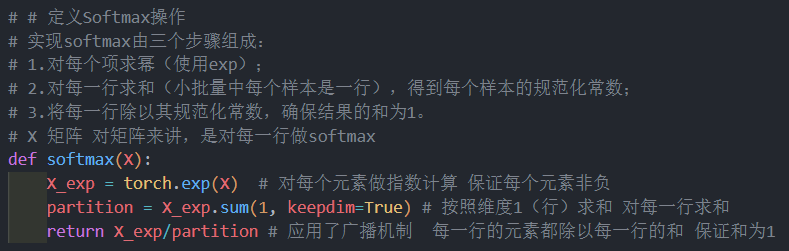 # # 定义Softmax操作
# 实现softmax由三个步骤组成：
# 1.对每个项求幂（使用exp）；
# 2.对每一行求和（小批量中每个样本是一行），得到每个样本的规范化常数；
# 3.将每一行除以其规范化常数，确保结果的和为1。
# X 矩阵 对矩阵来讲，是对每一行做softmax
def softmax(X):
    X_exp = torch.exp(X)  # 对每个元素做指数计算 保证每个元素非负
    partition = X_exp.sum(1, keepdim=True) # 按照维度1（行）求和 对每一行求和
    return X_exp/partition # 应用了广播机制  每一行的元素都除以每一行的和 保证和为1